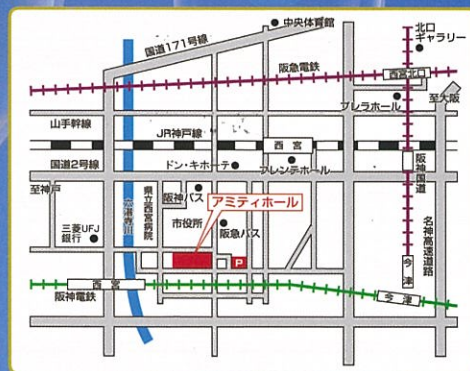 中央体育館
国道171号線
北口
ギャラリー
阪急電鉄
西宮北口
プレラホール
至大阪
山手幹線
JR神戸線
西宮
国道2号線
ドン・キホーテ
フレンテホール
阪神国道
至神戸
六湛寺川
県立西宮病院
阪神バス
アミティホール
市役所
阪急バス
名神高速道路
三菱UFJ
銀行
P
今津
西宮
阪神電鉄
今津